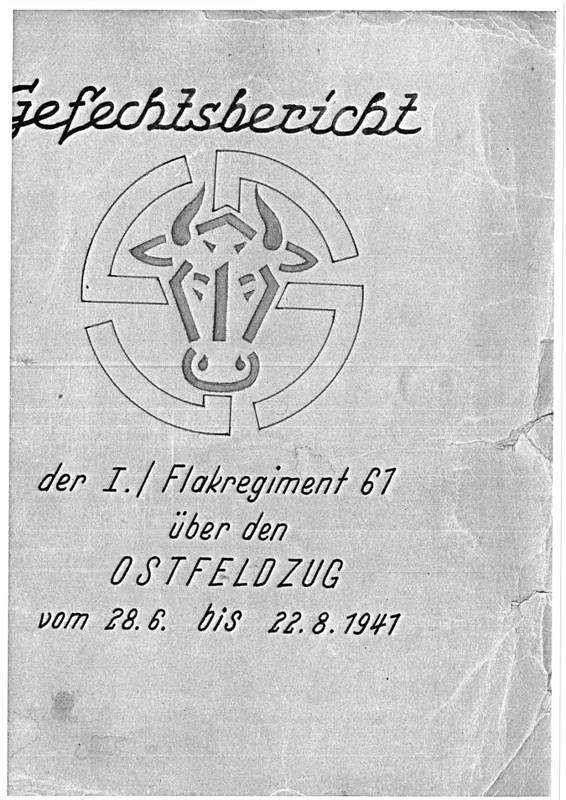 Gefechtsbericht
der I./ Flakregiment 61
über den
OSTFELDZUG
vom 28.6. bis 22.8.1941